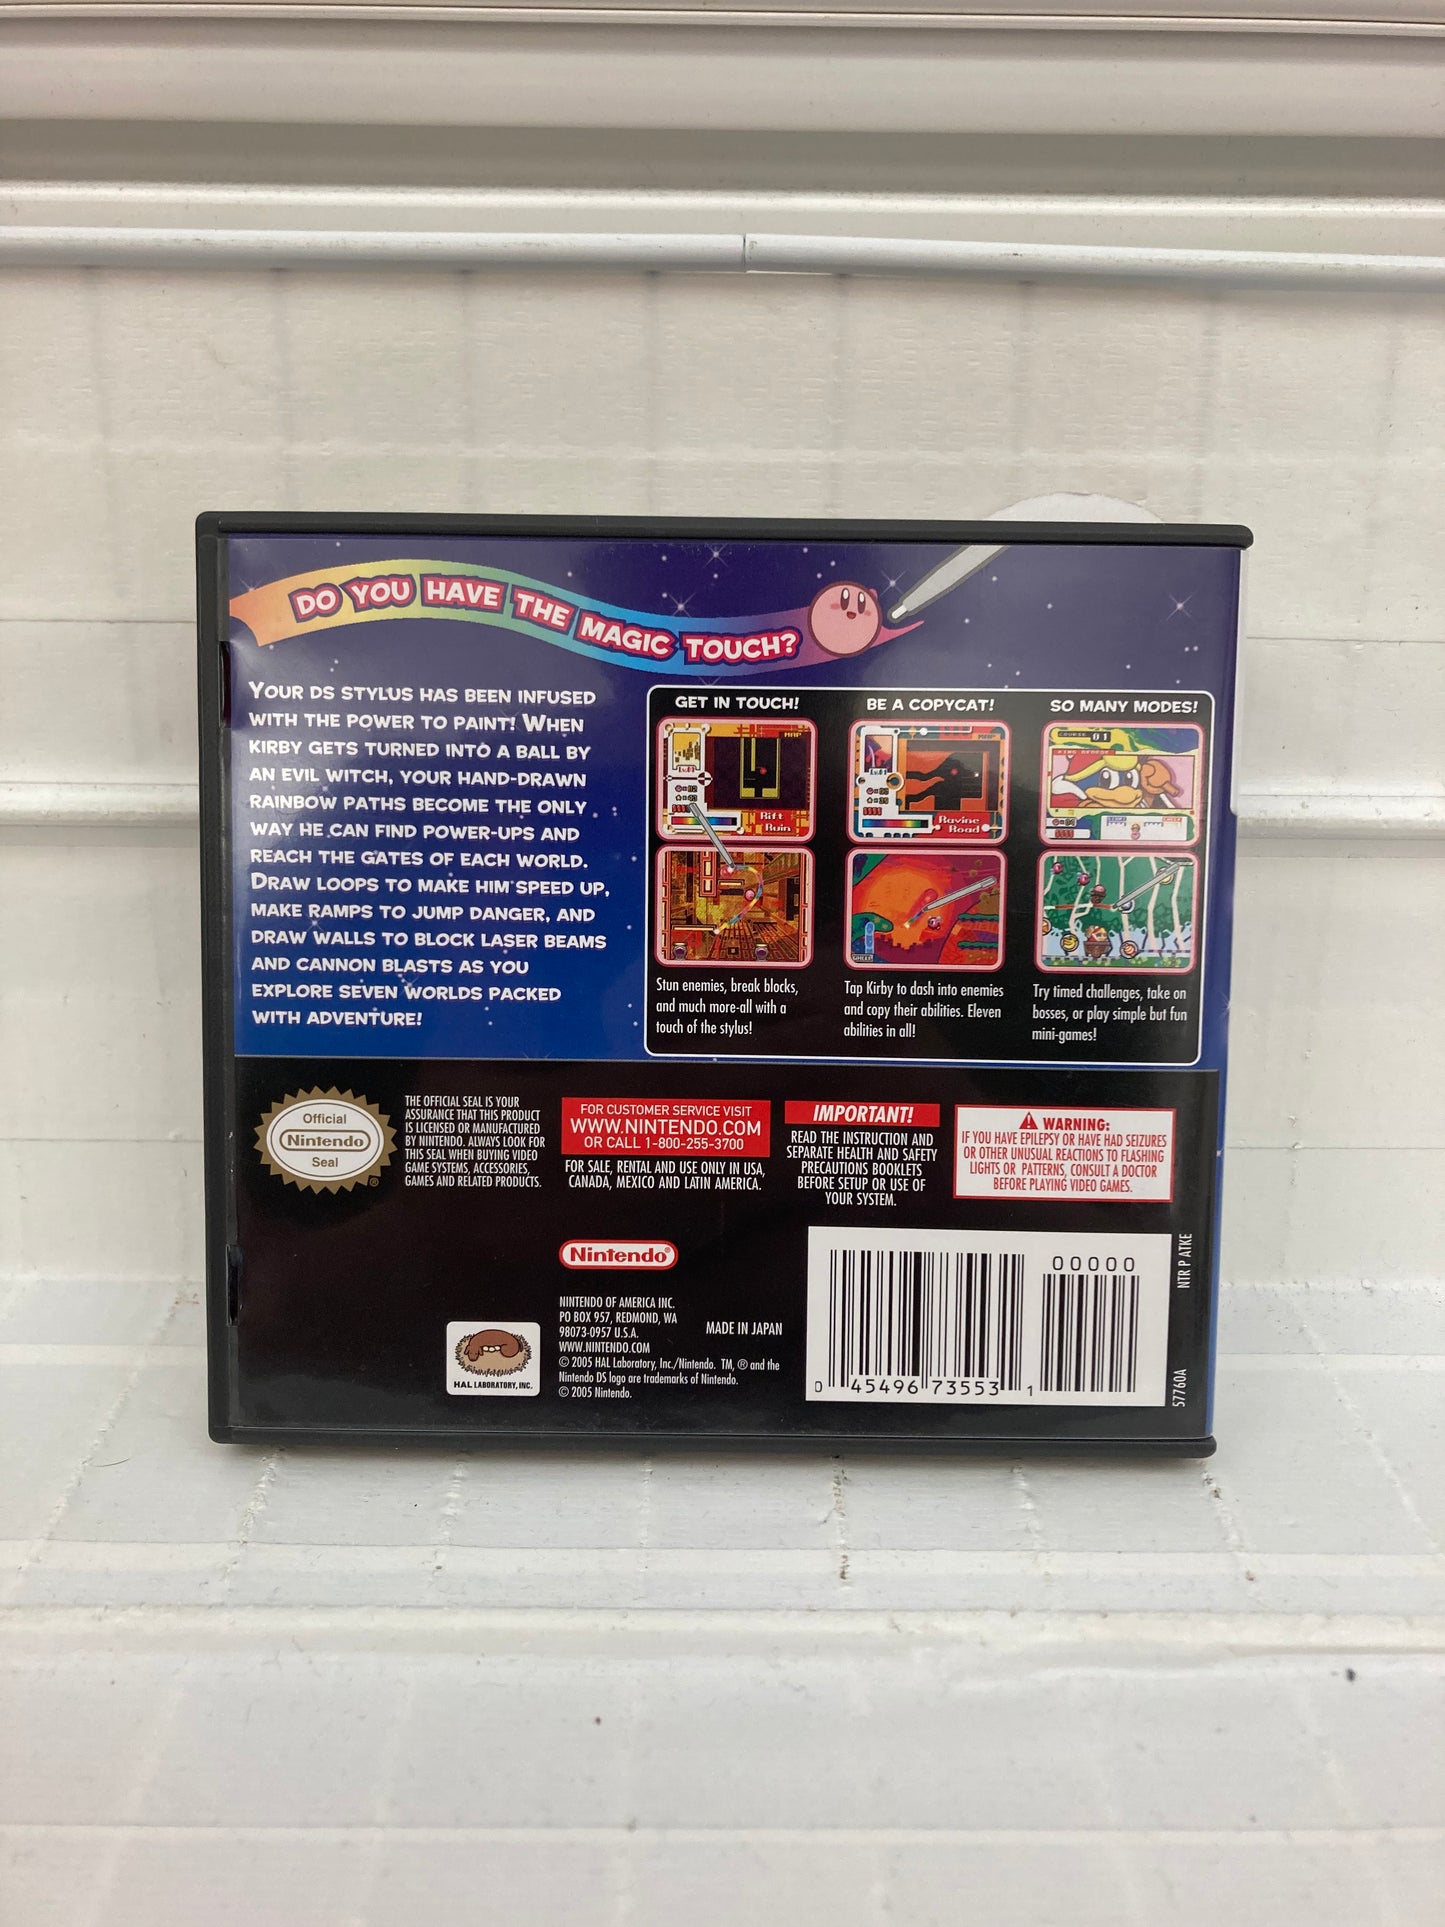 DO YOU HAVE THE MAGIC TOUCH?
YOUR DS STYLUS HAS BEEN INFUSED
WITH THE POWER TO PAINT! WHEN
KIRBY GETS TURNED INTO A BALL BY
AN EVIL WITCH, YOUR HAND-DRAWN
RAINBOW PATHS BECOME THE ONLY
WAY HE CAN FIND POWER-UPS AND
REACH THE GATES OF EACH WORLD.
DRAW LOOPS TO MAKE HIM SPEED UP,
MAKE RAMPS TO JUMP DANGER, AND
DRAW WALLS TO BLOCK LASER BEAMS
AND CANNON BLASTS AS YOU
EXPLORE SEVEN WORLDS PACKED
WITH ADVENTURE!
GET IN TOUCH!
MAP
Rift
Ruin
Stun enemies, break blocks,
and much more-all with a
touch of the stylus!
BE A COPYCAT!
MAP
Ravine
Road
WHEEL
Tap Kirby to dash into enemies
and copy their abilities. Eleven
abilities in all!
SO MANY MODES!
COURSE 01
KING DEDEDE
Try timed challenges, take on
bosses, or play simple but fun
mini-games!
Official
Nintendo
Seal
®
THE OFFICIAL SEAL IS YOUR
ASSURANCE THAT THIS PRODUCT
IS LICENSED OR MANUFACTURED
BY NINTENDO. ALWAYS LOOK FOR
THIS SEAL WHEN BUYING VIDEO
GAME SYSTEMS, ACCESSORIES,
GAMES AND RELATED PRODUCTS.
FOR CUSTOMER SERVICE VISIT
WWW.NINTENDO.COM
OR CALL 1-800-255-3700
FOR SALE, RENTAL AND USE ONLY IN USA,
CANADA, MEXICO AND LATIN AMERICA.
IMPORTANT!
READ THE INSTRUCTION AND
SEPARATE HEALTH AND SAFETY
PRECAUTIONS BOOKLETS
BEFORE SETUP OR USE OF
YOUR SYSTEM.
WARNING:
IF YOU HAVE EPILEPSY OR HAVE HAD SEIZURES
OR OTHER UNUSUAL REACTIONS TO FLASHING
LIGHTS OR PATTERNS, CONSULT A DOCTOR
BEFORE PLAYING VIDEO GAMES.
Nintendo®
HAL LABORATORY, INC.
NINTENDO OF AMERICA INC.
PO BOX 957, REDMOND, WA
98073-0957 U.S.A.
WWW.NINTENDO.COM
© 2005 HAL Laboratory, Inc./Nintendo. TM, ® and the
Nintendo DS logo are trademarks of Nintendo.
© 2005 Nintendo.
MADE IN JAPAN
00000
0 45496 73553 1
NTR P ATKE
57760A